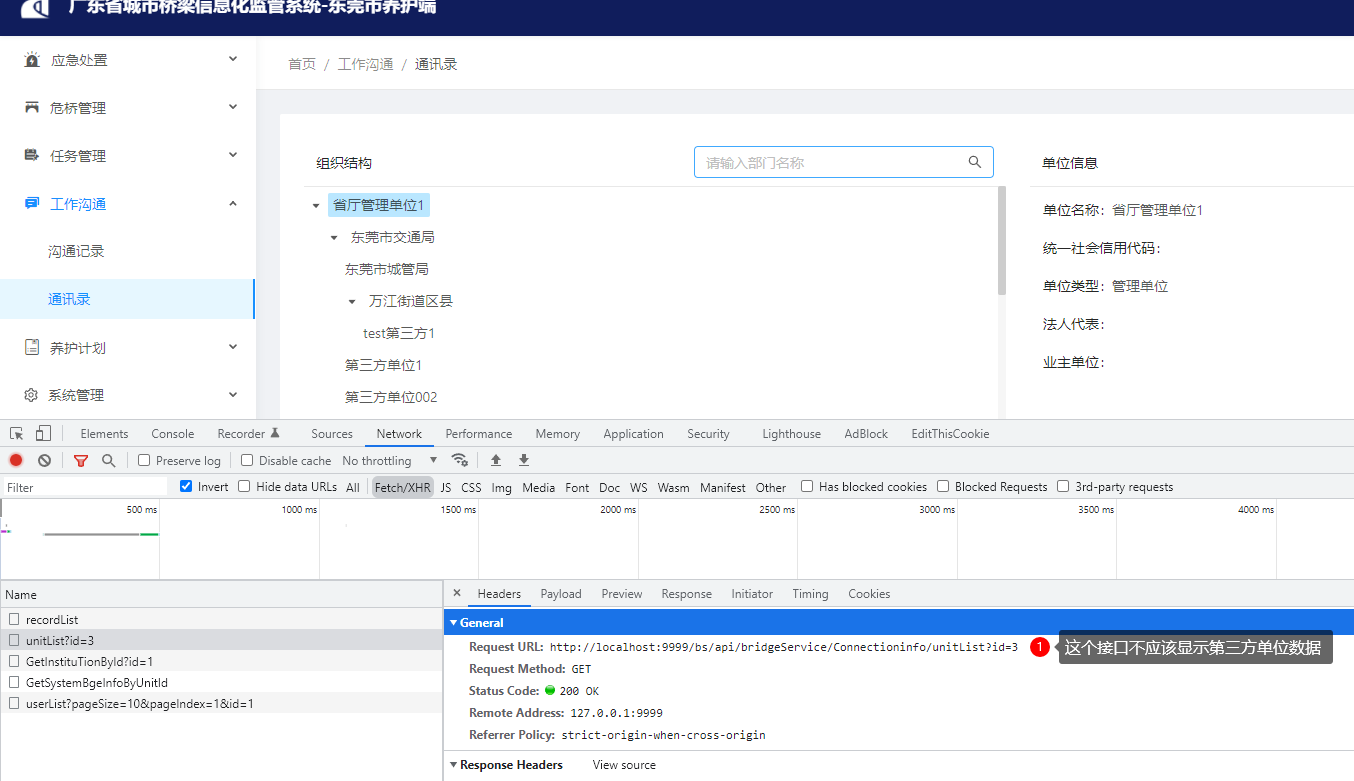 广东省城市桥梁信息化监管系统-东莞市养护端
应急处置
危桥管理
任务管理
工作沟通
沟通记录
通讯录
养护计划
系统管理
首页 / 工作沟通 / 通讯录
组织结构
请输入部门名称
省厅管理单位1
东莞市交通局
东莞市城管局
万江街道区县
test第三方1
第三方单位1
第三方单位002
单位信息
单位名称: 省厅管理单位1
统一社会信用代码:
单位类型: 管理单位
法人代表:
业主单位:
Elements Console Recorder Sources Network Performance Memory Application Security Lighthouse AdBlock EditThisCookie
Preserve log Disable cache No throttling
Filter Invert Hide data URLs All Fetch/XHR JS CSS Img Media Font Doc WS Wasm Manifest Other Has blocked cookies Blocked Requests 3rd-party requests
500 ms 1000 ms 1500 ms 2000 ms 2500 ms 3000 ms 3500 ms 4000 ms
Name
recordList
unitList?id=3
GetInstituTionById?id=1
GetSystemBgeInfoByUnitId
userList?pageSize=10&pageIndex=1&id=1
× Headers Payload Preview Response Initiator Timing Cookies
General
Request URL: http://localhost:9999/bs/api/bridgeService/Connectioninfo/unitList?id=3
1 这个接口不应该显示第三方单位数据
Request Method: GET
Status Code: 200 OK
Remote Address: 127.0.0.1:9999
Referrer Policy: strict-origin-when-cross-origin
Response Headers View source